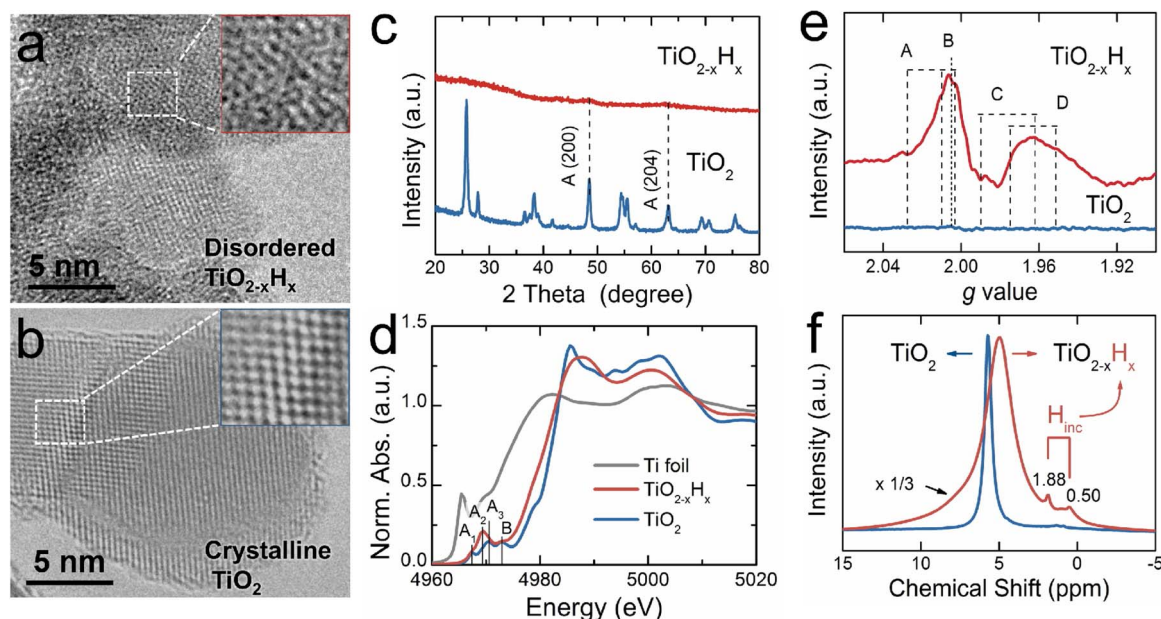 a
Disordered
TiO2-xHx
5 nm
b
Crystalline
TiO2
5 nm
c
Intensity (a.u.)
TiO2-xHx
A (200)
A (204)
TiO2
20 30 40 50 60 70 80
2 Theta (degree)
d
Norm. Abs. (a.u.)
1.5
1.0
0.5
0.0
A1
A2
A3
B
Ti foil
TiO2-xHx
TiO2
4960 4980 5000 5020
Energy (eV)
e
Intensity (a.u.)
A
B
C
D
TiO2-xHx
TiO2
2.04 2.00 1.96 1.92
g value
f
Intensity (a.u.)
TiO2
TiO2-xHx
Hinc
1.88
0.50
x 1/3
15 10 5 0 -5
Chemical Shift (ppm)